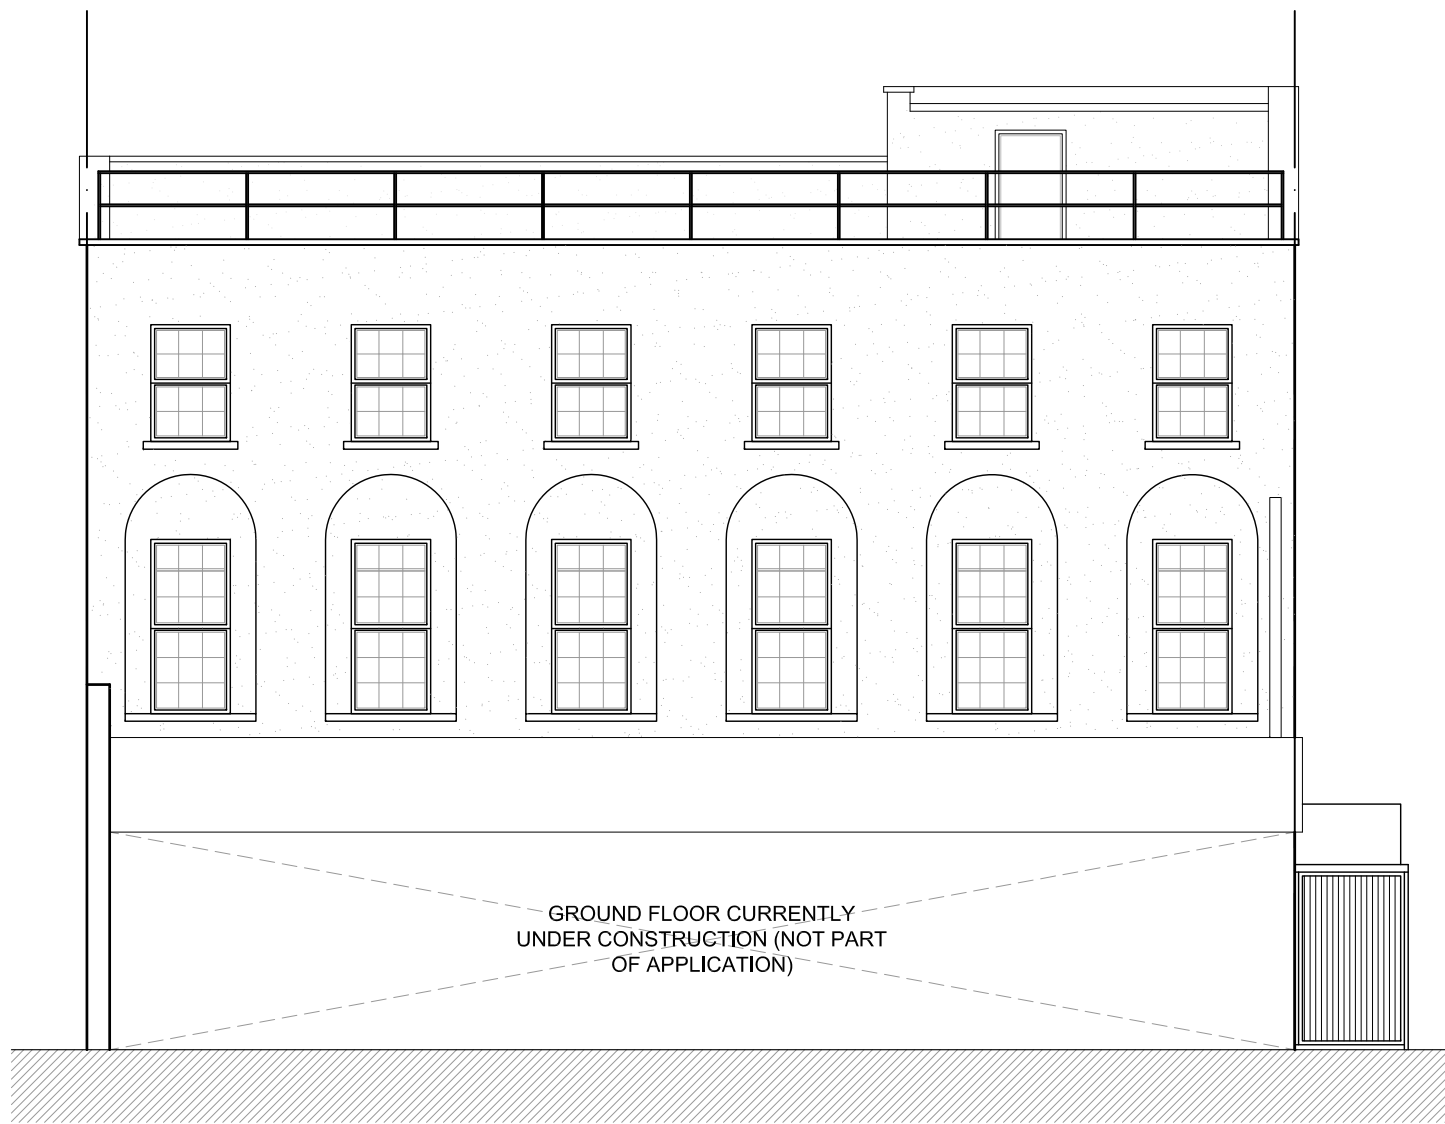 GROUND FLOOR CURRENTLY
UNDER CONSTRUCTION (NOT PART
OF APPLICATION)